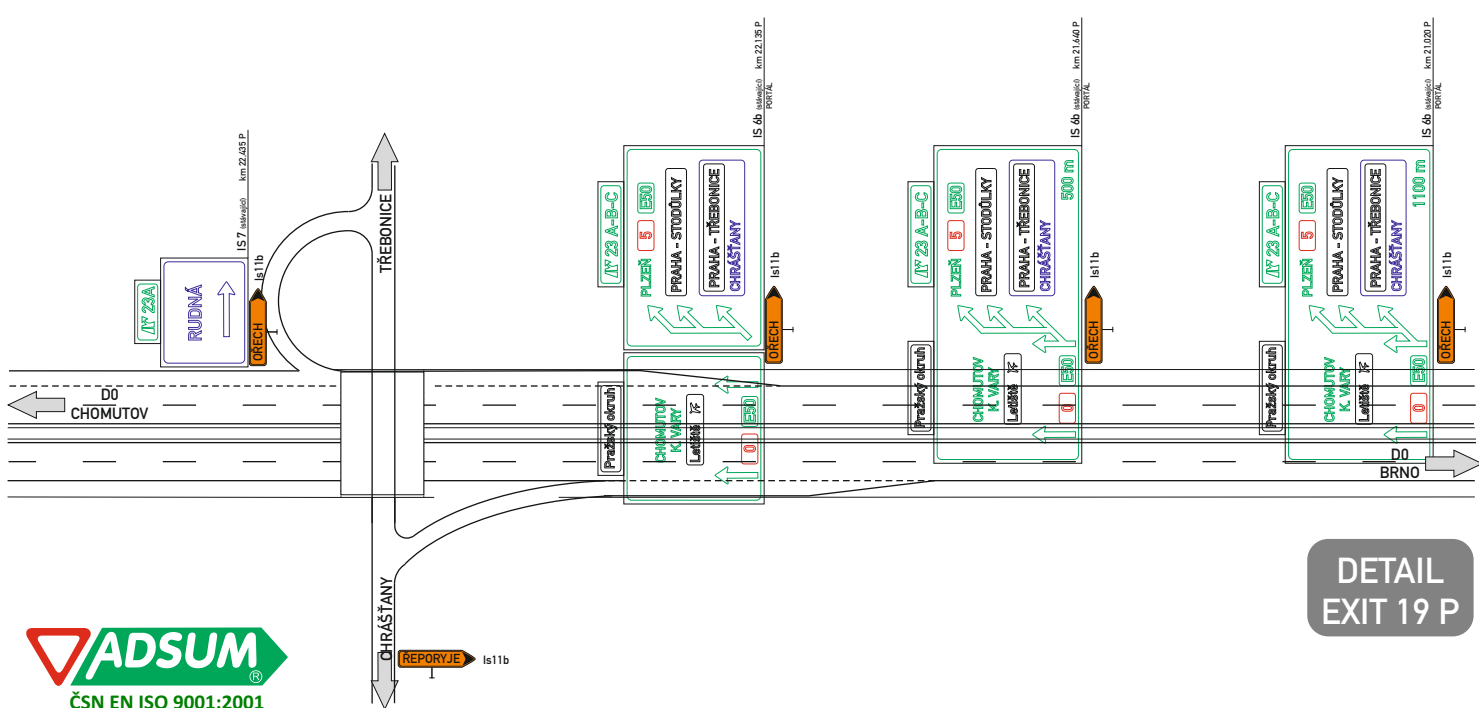 23A
RUDNÁ
IS 7 (stávající) km 22.435 P
Is11b
OŘECH
TŘEBONICE
D0
CHOMUTOV
23 A-B-C
PLZEŇ 5 E50
PRAHA - STODŮLKY
PRAHA - TŘEBONICE
CHRÁŠŤANY
IS 6b (stávající) km 22.135 P
PORTÁL
Is11b
OŘECH
Pražský okruh
CHOMUTOV
K. VARY
Letiště
0 E50
23 A-B-C
PLZEŇ 5 E50
PRAHA - STODŮLKY
PRAHA - TŘEBONICE
CHRÁŠŤANY
500 m
IS 6b (stávající) km 21.640 P
PORTÁL
Is11b
OŘECH
Pražský okruh
CHOMUTOV
K. VARY
Letiště
0 E50
23 A-B-C
PLZEŇ 5 E50
PRAHA - STODŮLKY
PRAHA - TŘEBONICE
CHRÁŠŤANY
1100 m
IS 6b (stávající) km 21.020 P
PORTÁL
Is11b
OŘECH
Pražský okruh
CHOMUTOV
K. VARY
Letiště
0 E50
D0
BRNO
CHRÁŠŤANY
ŘEPORYJE Is11b
DETAIL
EXIT 19 P
ADSUM®
ČSN EN ISO 9001:2001